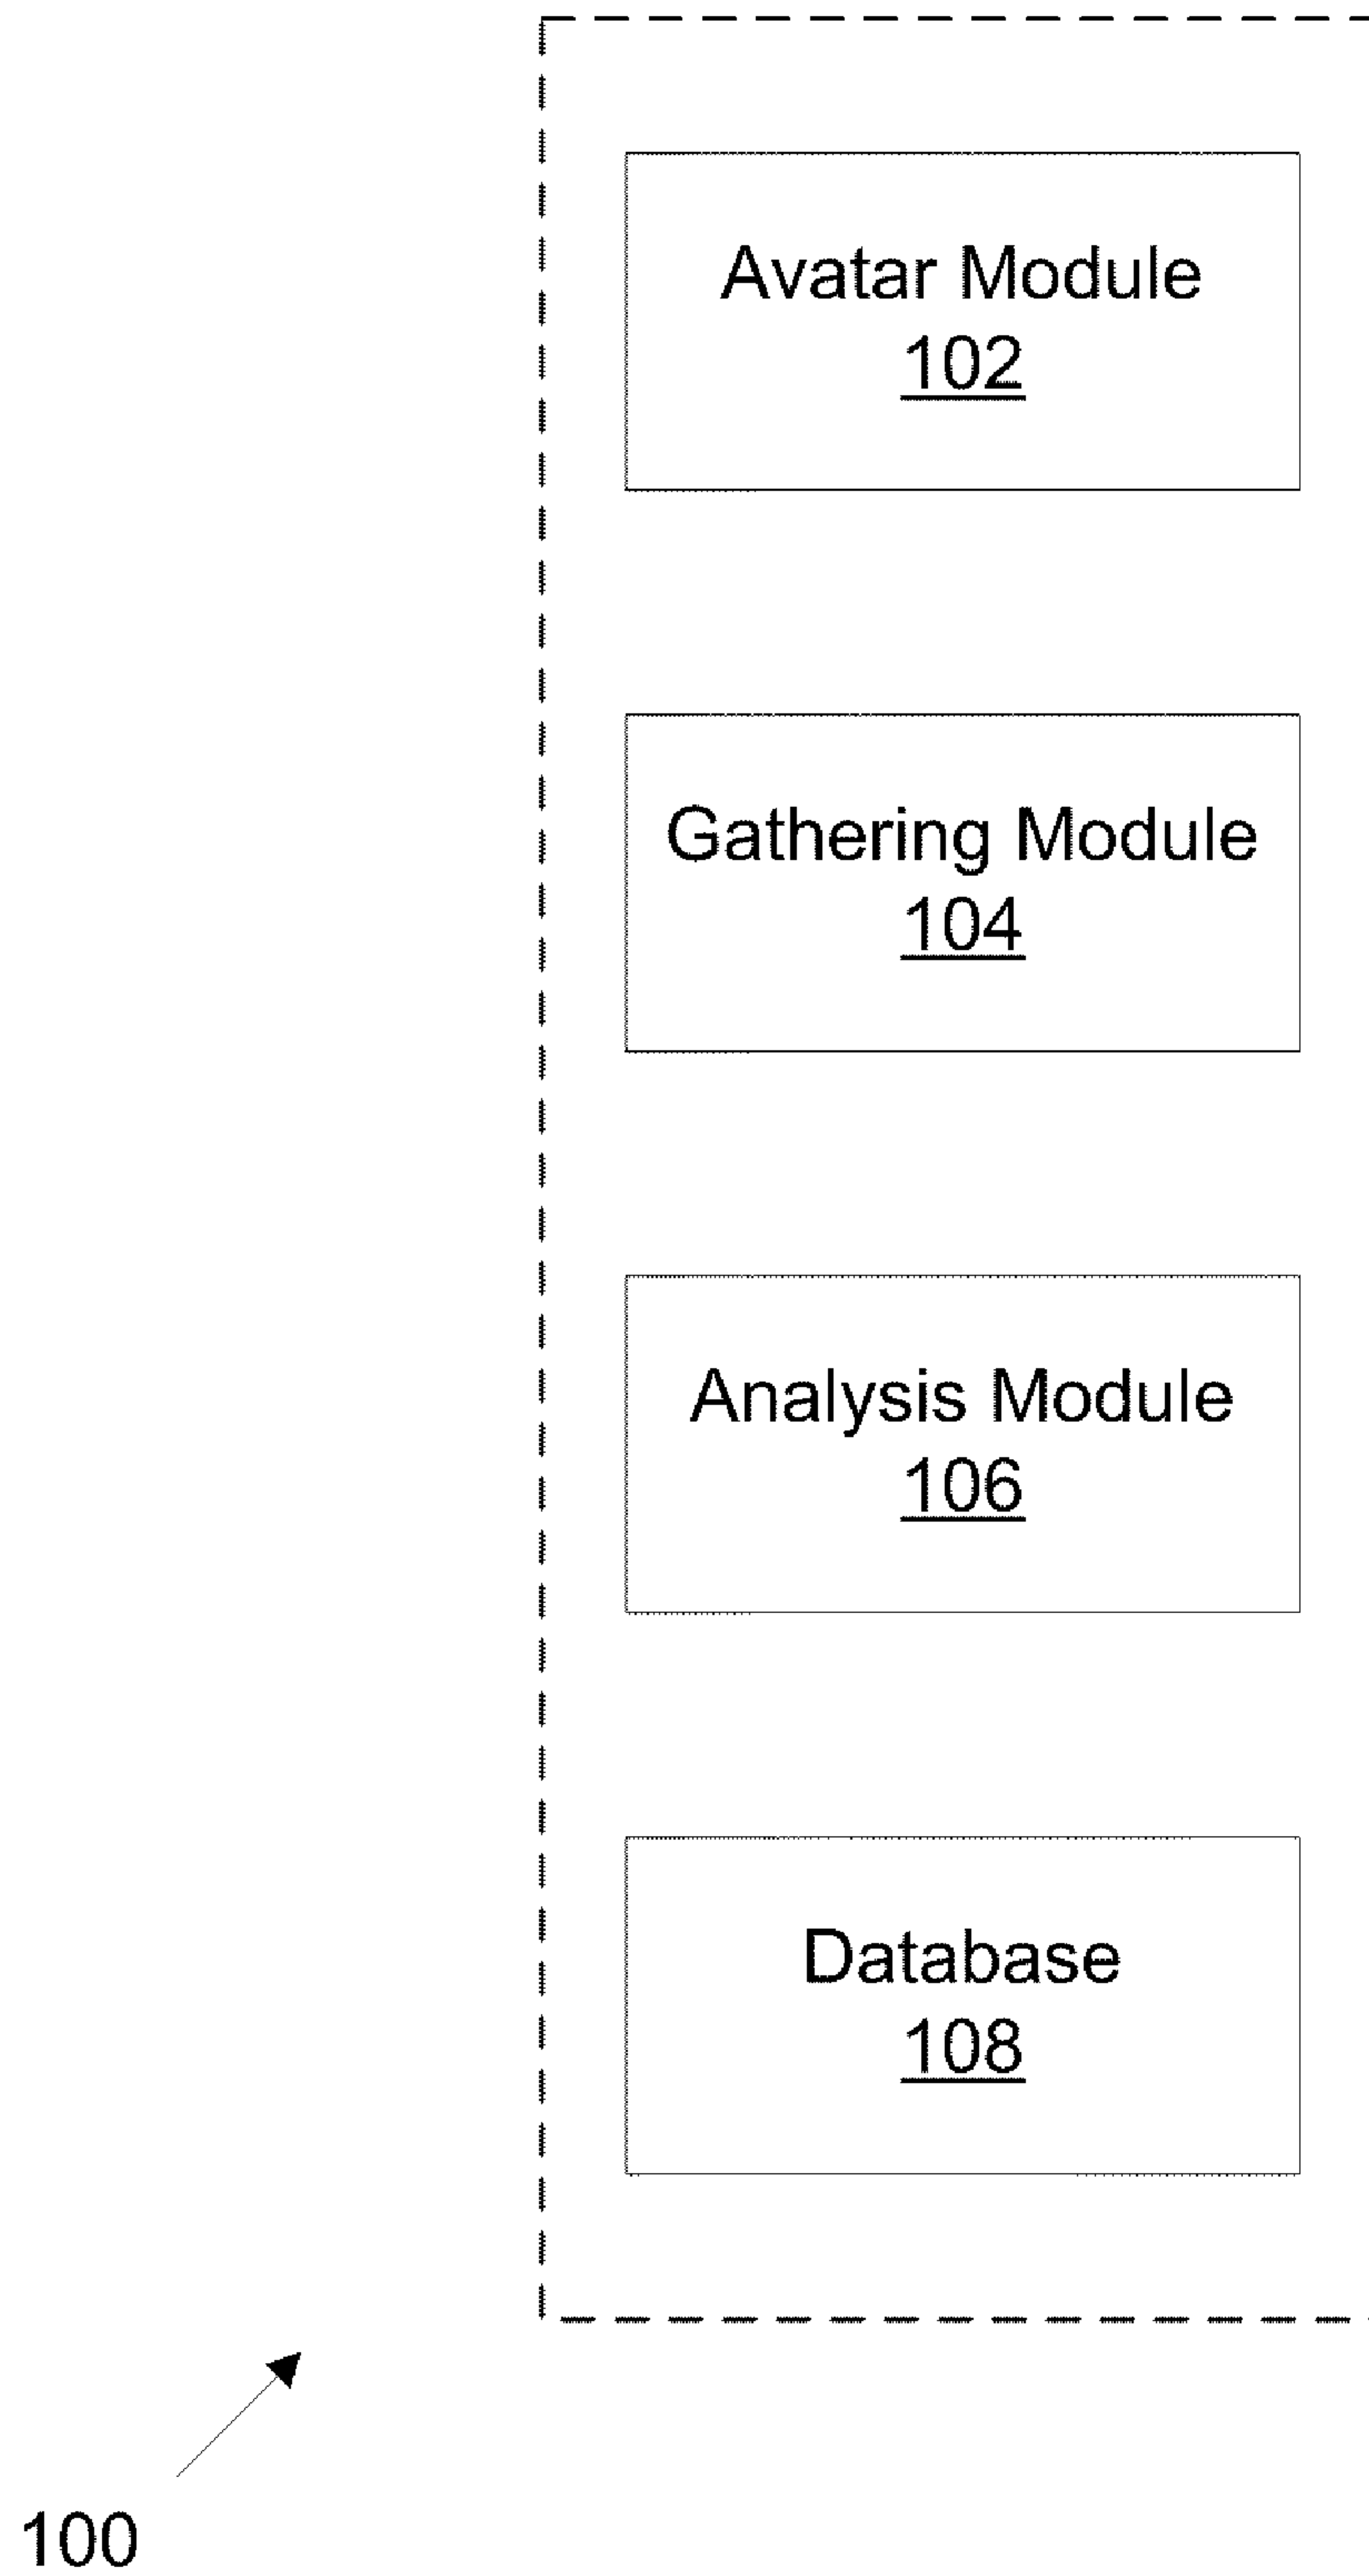 Avatar Module
102
Gathering Module
104
Analysis Module
106
Database
108
100